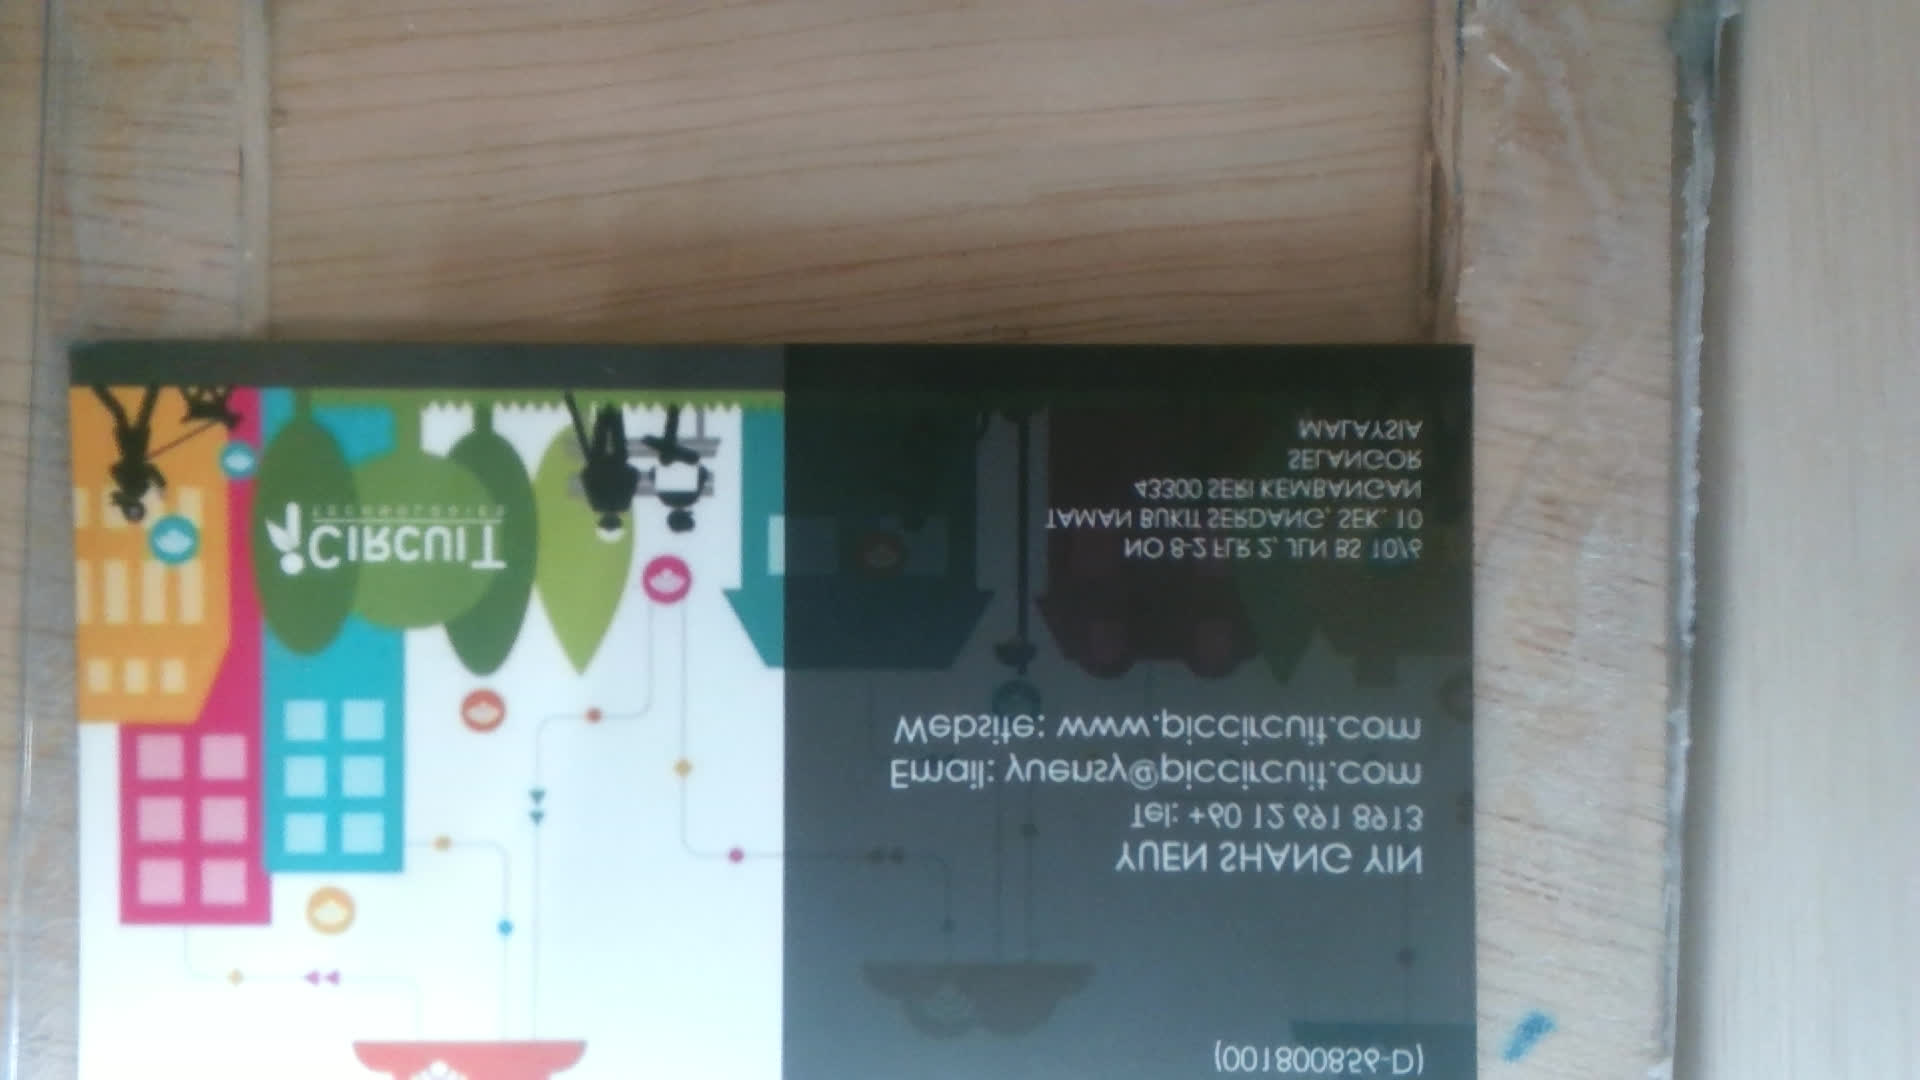 (001800856-D)
YUEN SHANG YIN
Tel: +60 12 691 8913
Email: yuensy@piccircuit.com
Website: www.piccircuit.com
NO 8-2 FLR 2, JLN BS 10/6
TAMAN BUKIT SERDANG, SEK. 10
43300 SERI KEMBANGAN
SELANGOR
MALAYSIA
CIRCUIT
TECHNOLOGIES